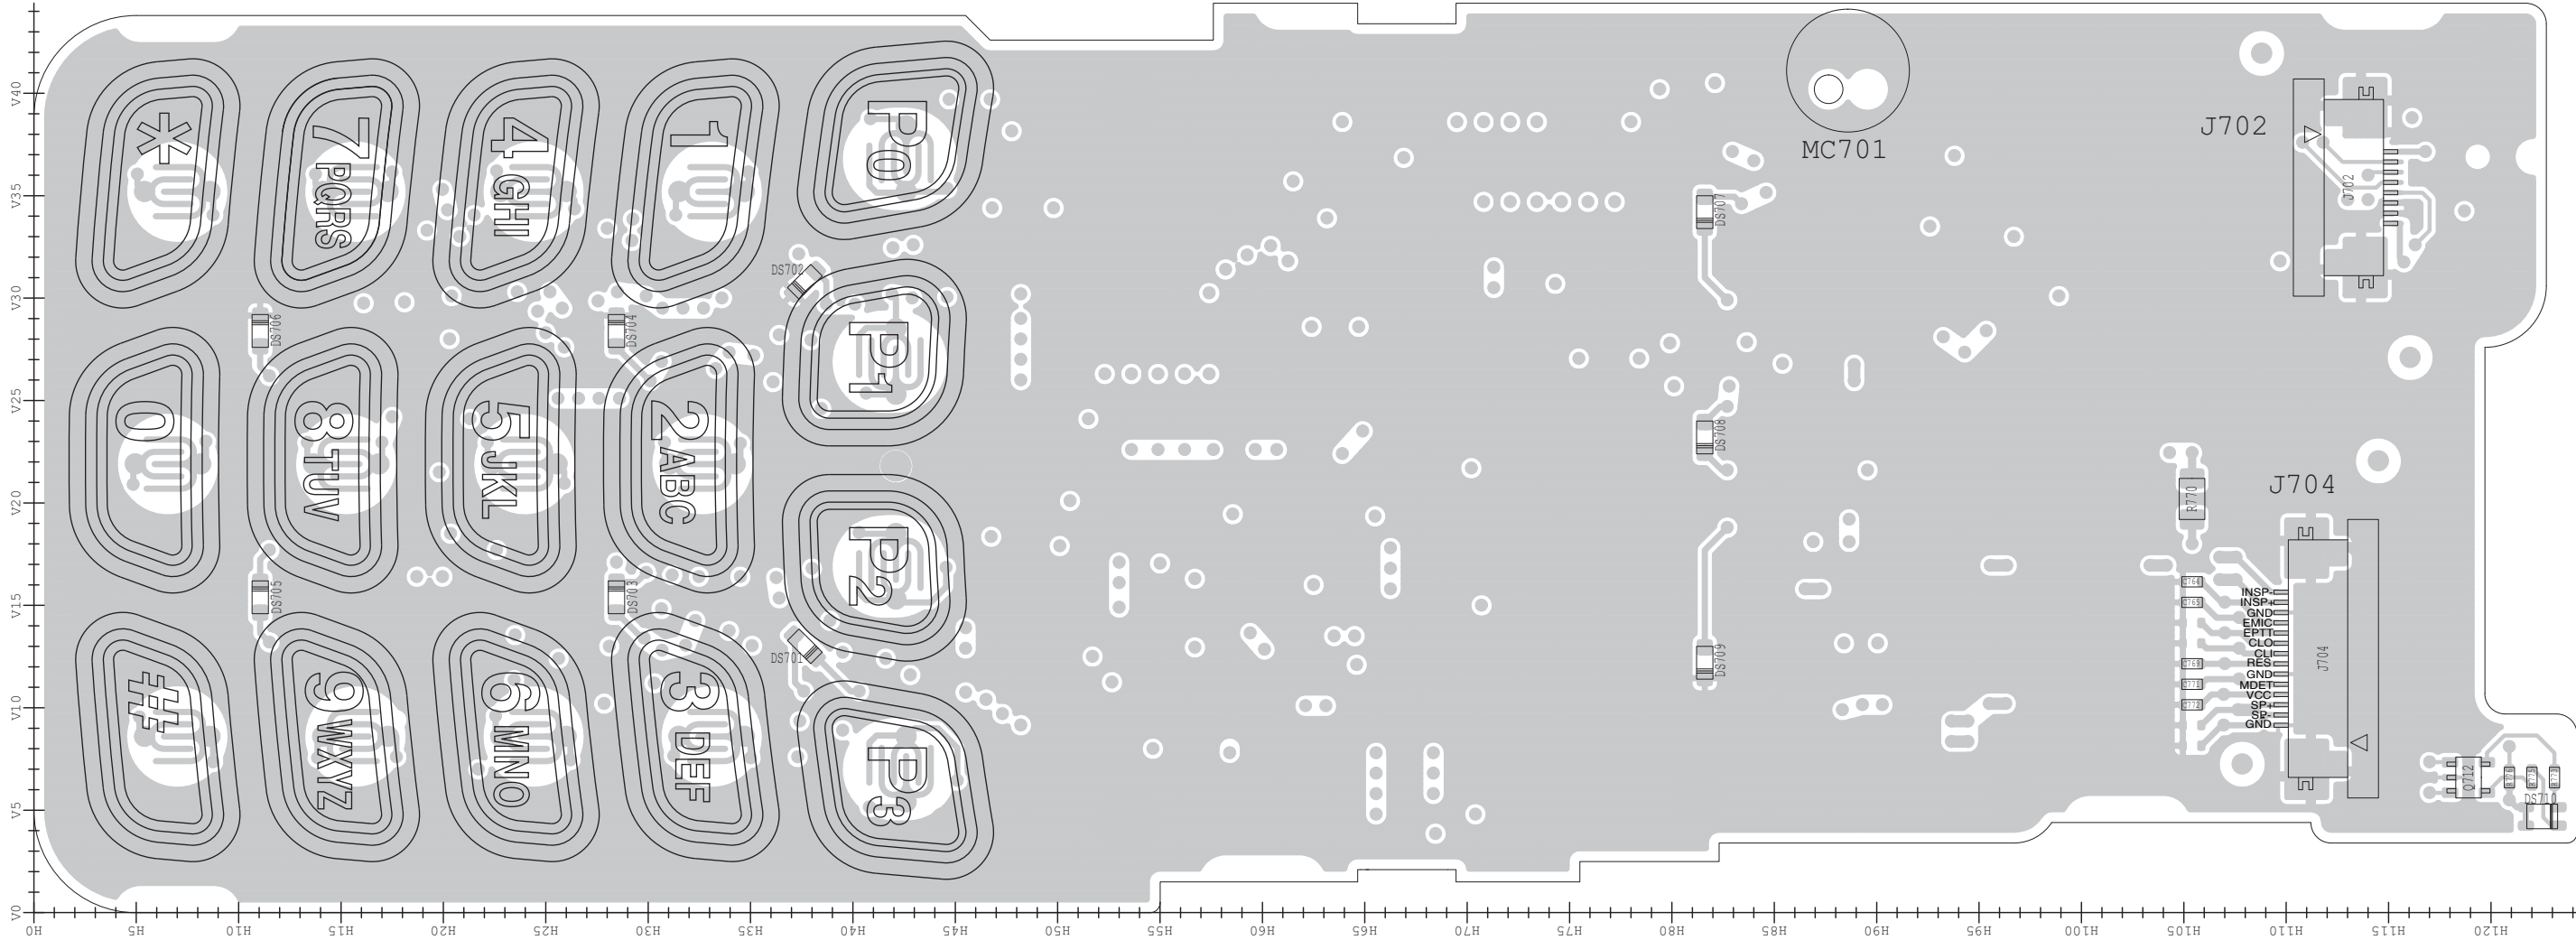 V40
V35
V30
V25
V20
V15
V10
V5
V0
H0
H5
H10
H15
H20
H25
H30
H35
H40
H45
H50
H55
H60
H65
H70
H75
H80
H85
H90
H95
H100
H105
H110
H115
H120
*
7 PQRS
4 GHI
1
P0
0
8 TUV
5 JKL
2 ABC
P1
P2
#
9 WXYZ
6 MNO
3 DEF
P3
DS706
DS704
DS702
DS705
DS703
DS701
DS707
DS708
DS709
MC701
J702
J702
J704
J704
INSP-
INSP+
GND
EMIC
EPTT
CLO
CLI
RES
GND
MDET
VCC
SP+
SP-
GND
Q712
DS710